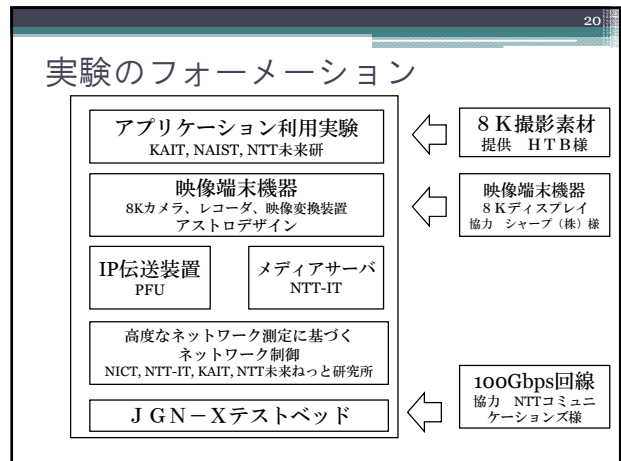 20
実験のフォーメーション
アプリケーション利用実験
KAIT, NAIST, NTT未来研
8K撮影素材
提供 HTB様
映像端末機器
8Kカメラ、レコーダ、映像変換装置
アストロデザイン
映像端末機器
8Kディスプレイ
協力 シャープ(株)様
IP伝送装置
PFU
メディアサーバ
NTT-IT
高度なネットワーク測定に基づく
ネットワーク制御
NICT, NTT-IT, KAIT, NTT未来ねっと研究所
JGN－Xテストベッド
100Gbps回線
協力 NTTコミュニ
ケーションズ様